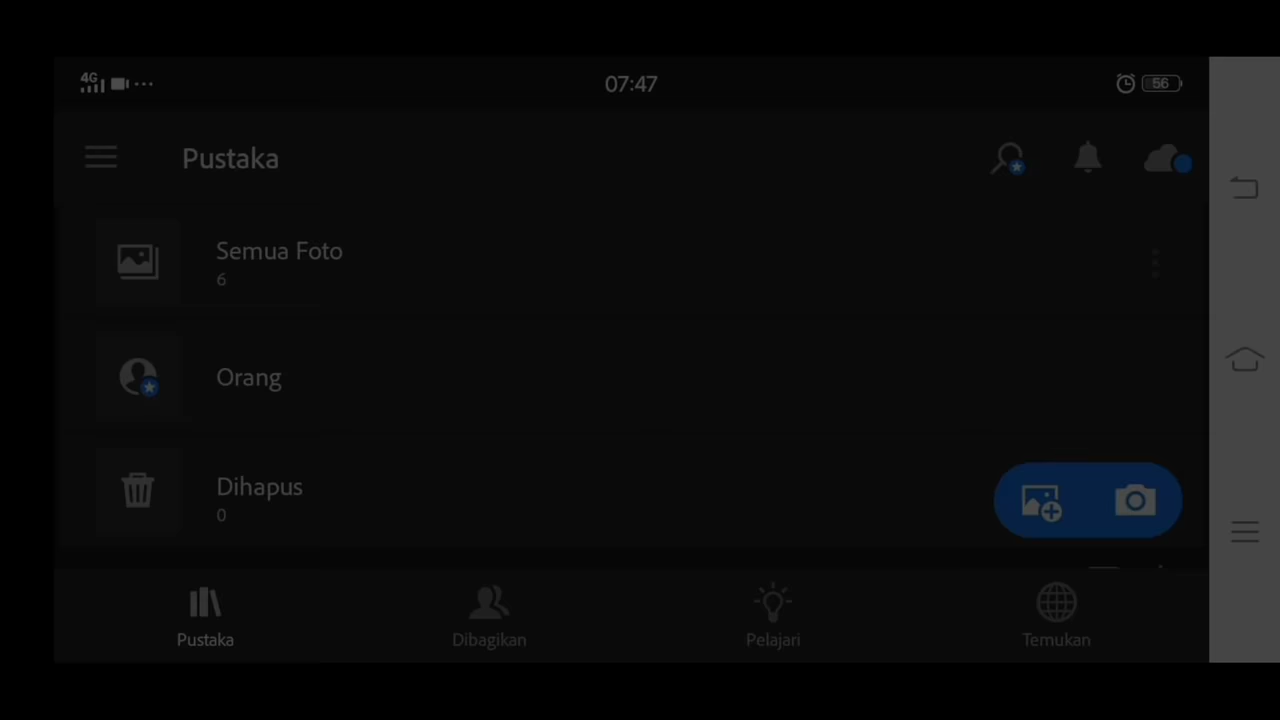 4G
07:47
56
Pustaka
Semua Foto
6
Orang
Dihapus
0
Pustaka
Dibagikan
Pelajari
Temukan